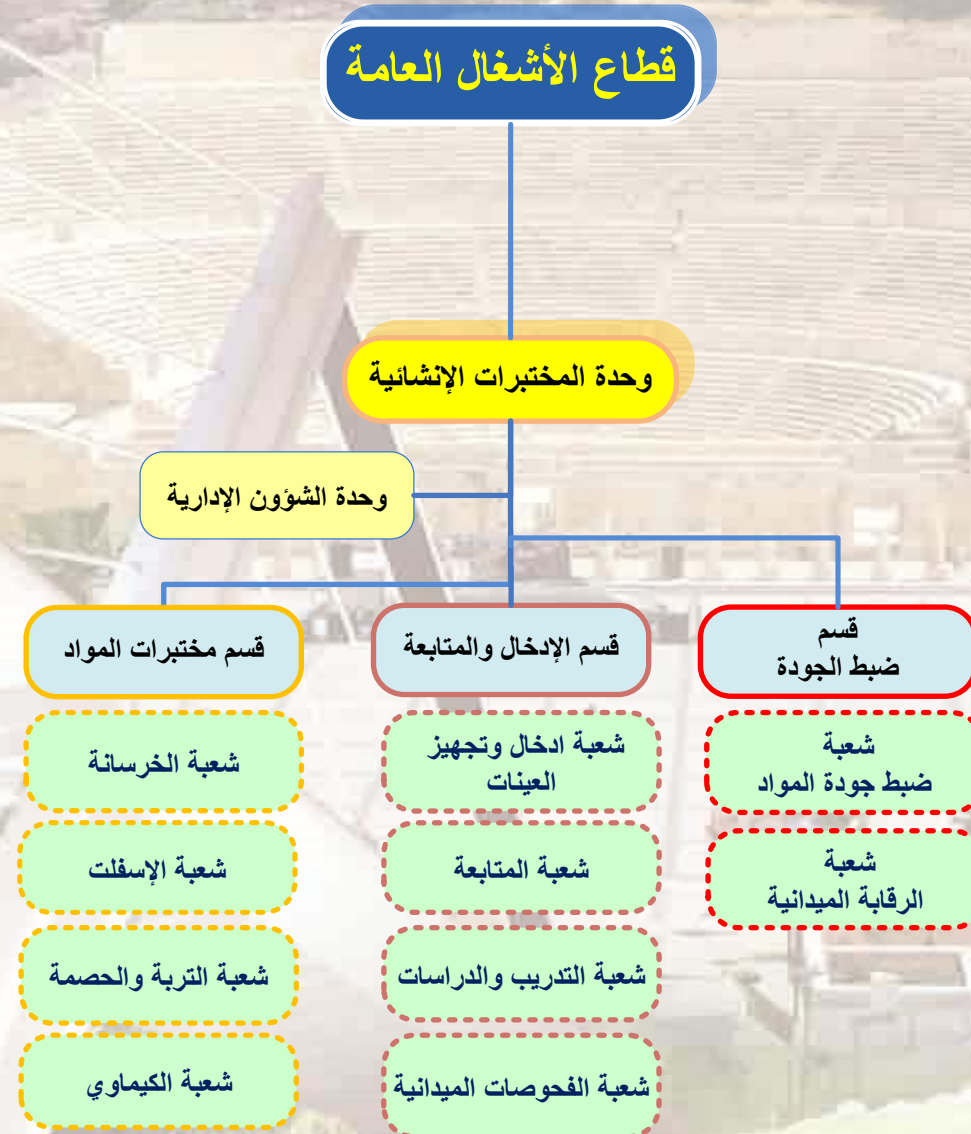 قطاع الأشغال العامة
وحدة المختبرات الإنشائية
وحدة الشؤون الإدارية
قسم
ضبط الجودة
شعبة
ضبط جودة المواد
شعبة
الرقابة الميدانية
قسم الإدخال والمتابعة
شعبة ادخال وتجهيز
العينات
شعبة المتابعة
شعبة التدريب والدراسات
شعبة الفحوصات الميدانية
قسم مختبرات المواد
شعبة الخرسانة
شعبة الإسفلت
شعبة التربة والحصمة
شعبة الكيماوي